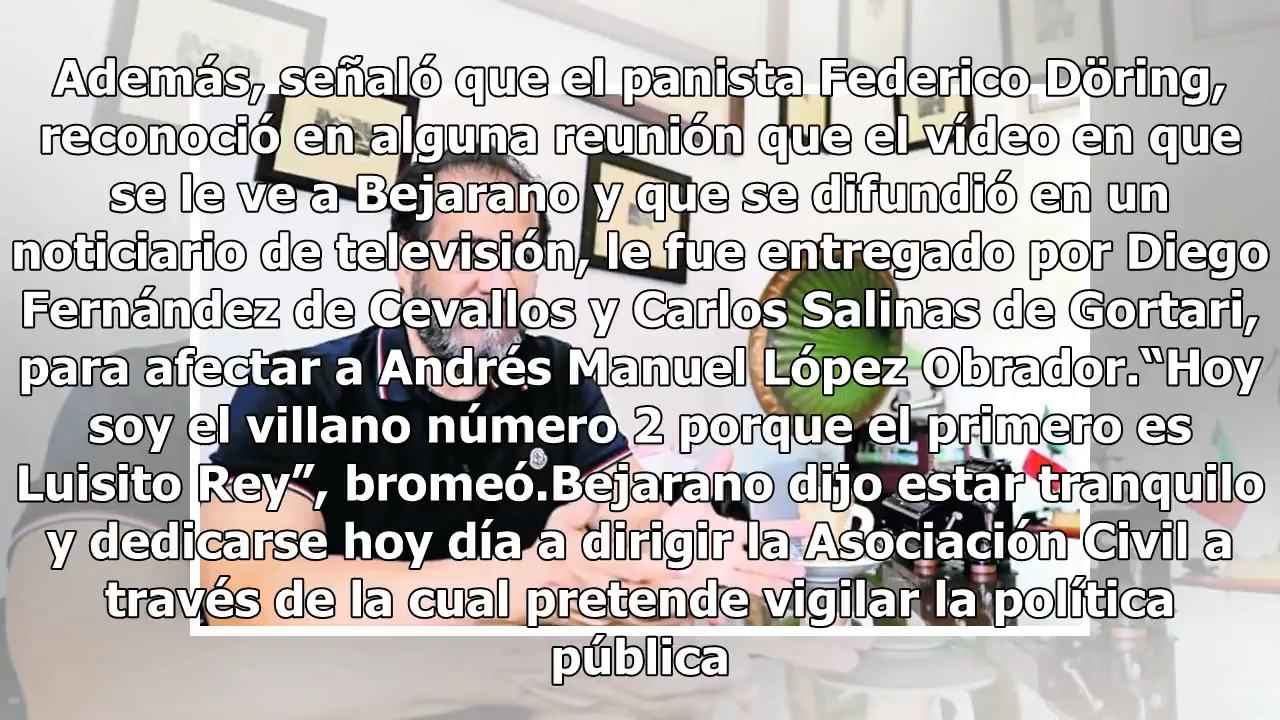 Además, señaló que el panista Federico Döring,
reconoció en alguna reunión que el vídeo en que
se le ve a Bejarano y que se difundió en un
noticiario de televisión, le fue entregado por Diego
Fernández de Cevallos y Carlos Salinas de Gortari,
para afectar a Andrés Manuel López Obrador.“Hoy
soy el villano número 2 porque el primero es
Luisito Rey”, bromeó.Bejarano dijo estar tranquilo
y dedicarse hoy día a dirigir la Asociación Civil a
través de la cual pretende vigilar la política
pública